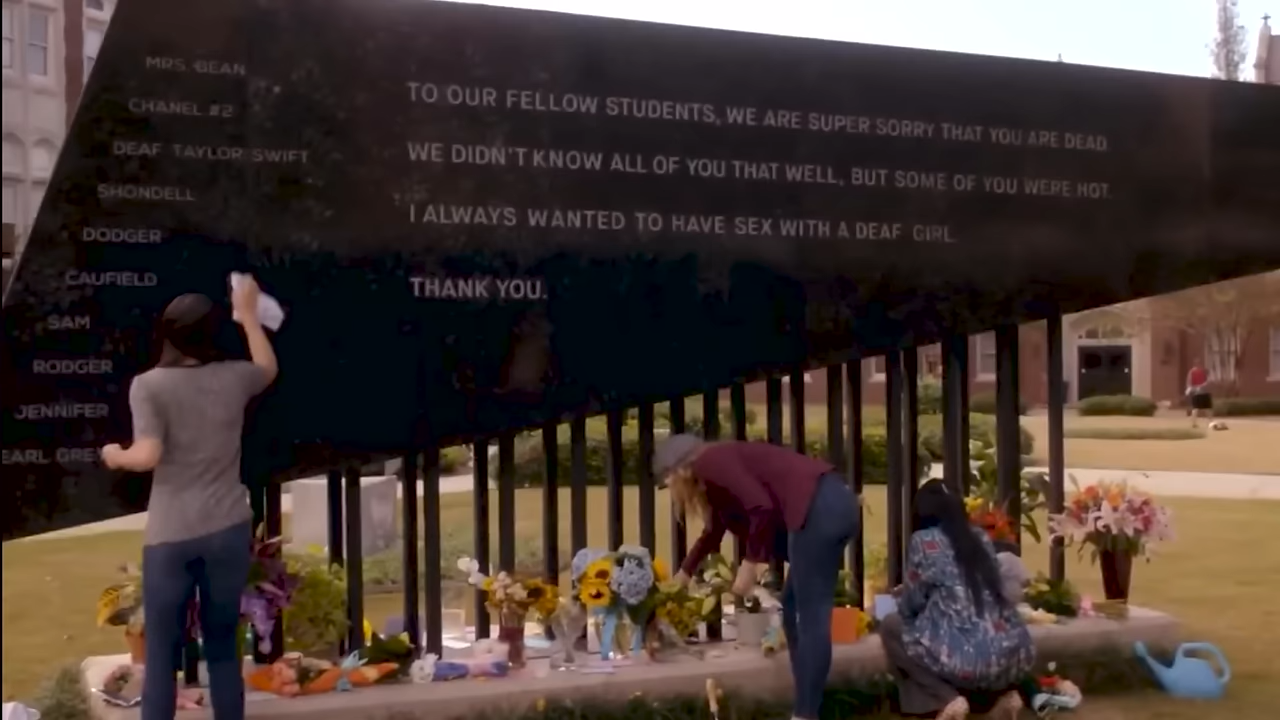 MRS. BEAN
CHANEL #2
DEAF TAYLOR SWIFT
SHONDELL
DODGER
CAUFIELD
SAM
RODGER
JENNIFER
EARL GREY
TO OUR FELLOW STUDENTS, WE ARE SUPER SORRY THAT YOU ARE DEAD.
WE DIDN'T KNOW ALL OF YOU THAT WELL, BUT SOME OF YOU WERE HOT.
I ALWAYS WANTED TO HAVE SEX WITH A DEAF GIRL.
THANK YOU.